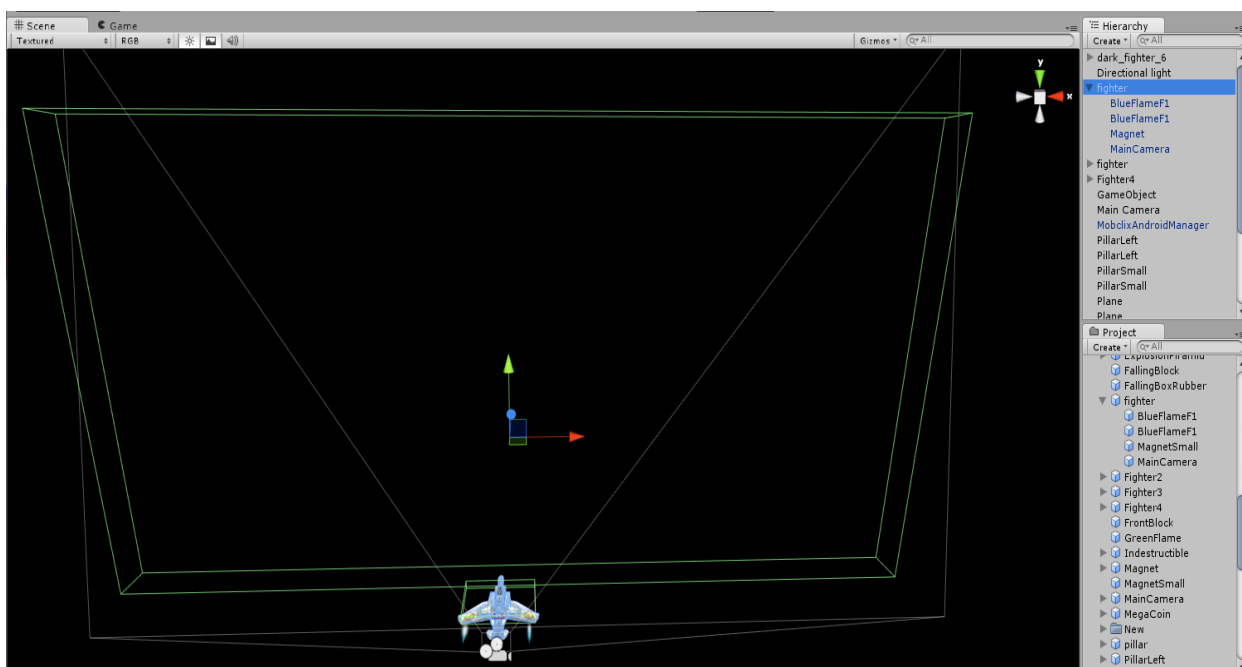 Scene
Game
Textured RGB Gizmos Q▾All
y
x
Hierarchy
Create Q▾All
dark_fighter_6
Directional light
fighter
BlueFlameF1
BlueFlameF1
Magnet
MainCamera
fighter
Fighter4
GameObject
Main Camera
MobclixAndroidManager
PillarLeft
PillarLeft
PillarSmall
PillarSmall
Plane
Plane
Project
Create Q▾All
ExplosionPiramid
FallingBlock
FallingBoxRubber
fighter
BlueFlameF1
BlueFlameF1
MagnetSmall
MainCamera
Fighter2
Fighter3
Fighter4
FrontBlock
GreenFlame
Indestructible
Magnet
MagnetSmall
MainCamera
MegaCoin
New
pillar
PillarLeft